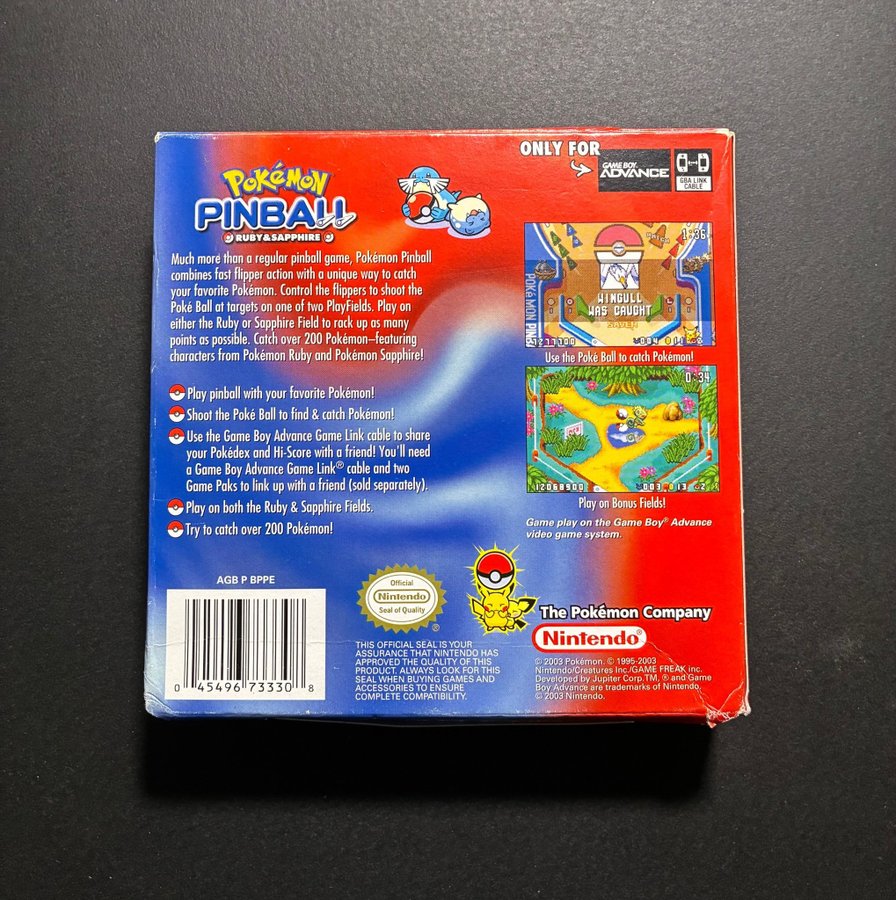 ONLY FOR
GAME BOY
ADVANCE
GBA LINK
CABLE
POKéMON
PINBALL
RUBY & SAPPHIRE
Much more than a regular pinball game, Pokémon Pinball
combines fast flipper action with a unique way to catch
your favorite Pokémon. Control the flippers to shoot the
Poké Ball at targets on one of two PlayFields. Play on
either the Ruby or Sapphire Field to rack up as many
points as possible. Catch over 200 Pokémon–featuring
characters from Pokémon Ruby and Pokémon Sapphire!
Play pinball with your favorite Pokémon!
Shoot the Poké Ball to find & catch Pokémon!
Use the Game Boy Advance Game Link cable to share
your Pokédex and Hi-Score with a friend! You'll need
a Game Boy Advance Game Link® cable and two
Game Paks to link up with a friend (sold separately).
Play on both the Ruby & Sapphire Fields.
Try to catch over 200 Pokémon!
1:36
WINGULL
WAS CAUGHT
Use the Poké Ball to catch Pokémon!
0:34
12068900
Play on Bonus Fields!
Game play on the Game Boy® Advance
video game system.
AGB P BPPE
0 45496 73330 8
Official
Nintendo
Seal of Quality
®
THIS OFFICIAL SEAL IS YOUR
ASSURANCE THAT NINTENDO HAS
APPROVED THE QUALITY OF THIS
PRODUCT. ALWAYS LOOK FOR THIS
SEAL WHEN BUYING GAMES AND
ACCESSORIES TO ENSURE
COMPLETE COMPATIBILITY.
The Pokémon Company
Nintendo®
© 2003 Pokémon. © 1995-2003
Nintendo/Creatures Inc./GAME FREAK inc.
Developed by Jupiter Corp.TM, ® and Game
Boy Advance are trademarks of Nintendo.
© 2003 Nintendo.